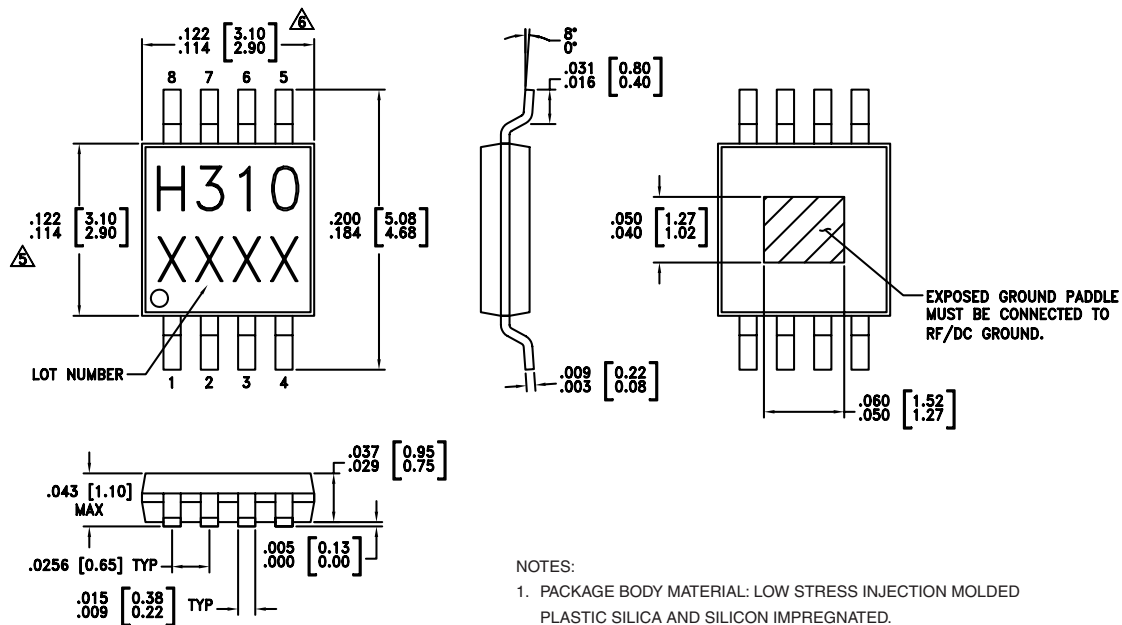 .122 [3.10]
.114 [2.90]
6
8 7 6 5
H310
XXXX
.122 [3.10]
.114 [2.90]
5
.200 [5.08]
.184 [4.68]
LOT NUMBER
1 2 3 4
8°
0°
.031 [0.80]
.016 [0.40]
.009 [0.22]
.003 [0.08]
.050 [1.27]
.040 [1.02]
EXPOSED GROUND PADDLE
MUST BE CONNECTED TO
RF/DC GROUND.
.060 [1.52]
.050 [1.27]
.043 [1.10]
MAX
.037 [0.95]
.029 [0.75]
.0256 [0.65] TYP
.005 [0.13]
.000 [0.00]
.015 [0.38] TYP
.009 [0.22]
NOTES:
1. PACKAGE BODY MATERIAL: LOW STRESS INJECTION MOLDED
PLASTIC SILICA AND SILICON IMPREGNATED.